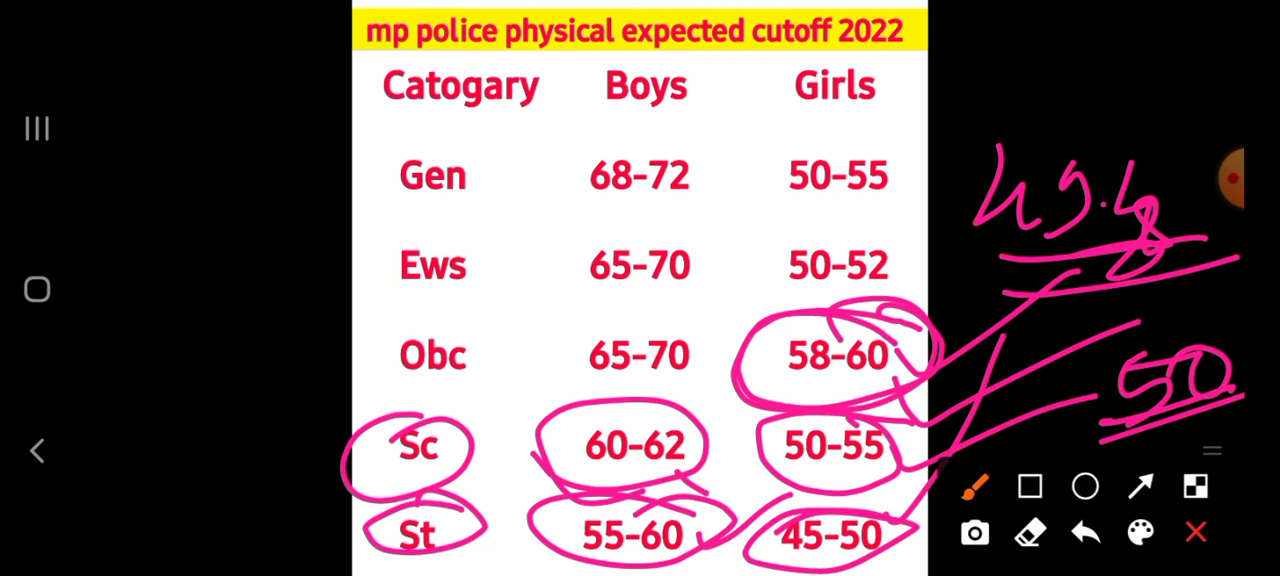 mp police physical expected cutoff 2022
Catogary Boys Girls
Gen 68-72 50-55
Ews 65-70 50-52
Obc 65-70 58-60
Sc 60-62 50-55
St 55-60 45-50
50